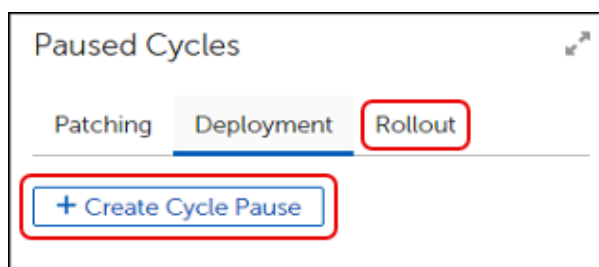 Paused Cycles
Patching Deployment Rollout
+ Create Cycle Pause